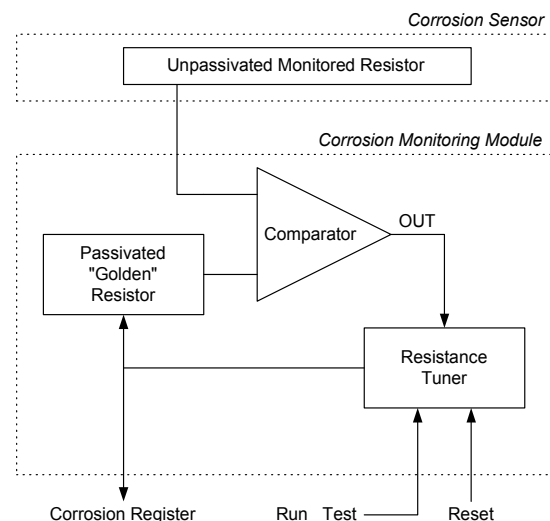 Corrosion Sensor
Unpassivated Monitored Resistor
Corrosion Monitoring Module
Comparator
OUT
Passivated
"Golden"
Resistor
Resistance
Tuner
Corrosion Register
Run Test
Reset